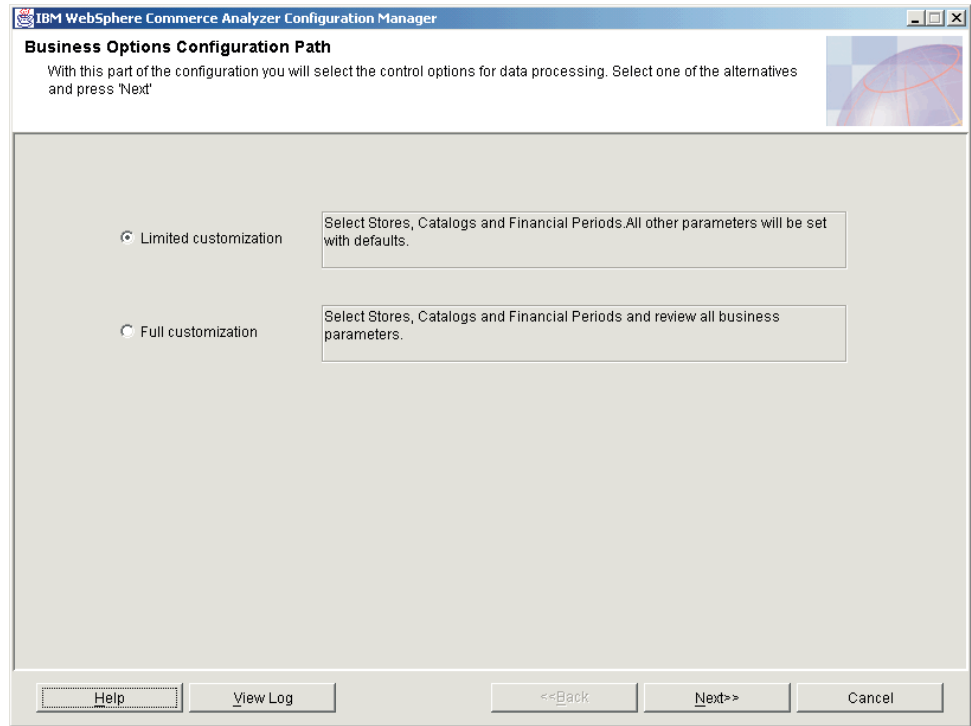 IBM WebSphere Commerce Analyzer Configuration Manager
Business Options Configuration Path
With this part of the configuration you will select the control options for data processing. Select one of the alternatives
and press 'Next'
Limited customization
Select Stores, Catalogs and Financial Periods.All other parameters will be set
with defaults.
Full customization
Select Stores, Catalogs and Financial Periods and review all business
parameters.
Help View Log <<Back Next>> Cancel